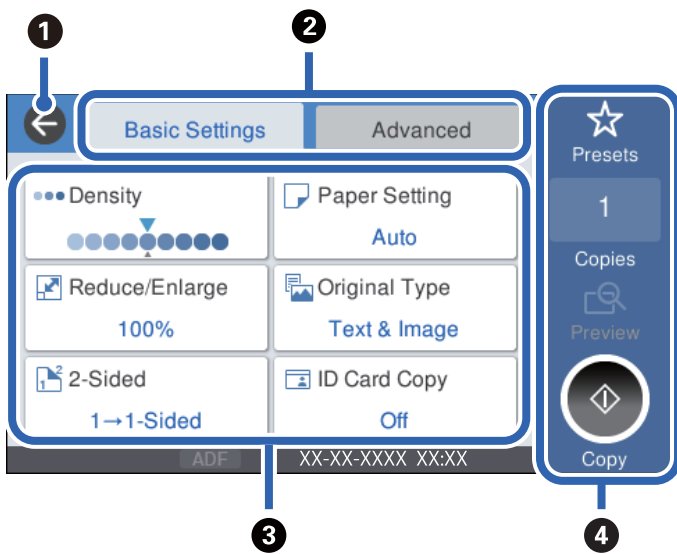 1
2
Basic Settings
Advanced
Presets
Density
Paper Setting
Auto
1
Copies
Reduce/Enlarge
100%
Original Type
Text & Image
Preview
1 2
2-Sided
1→1-Sided
ID Card Copy
Off
ADF
XX-XX-XXXX XX:XX
Copy
3
4